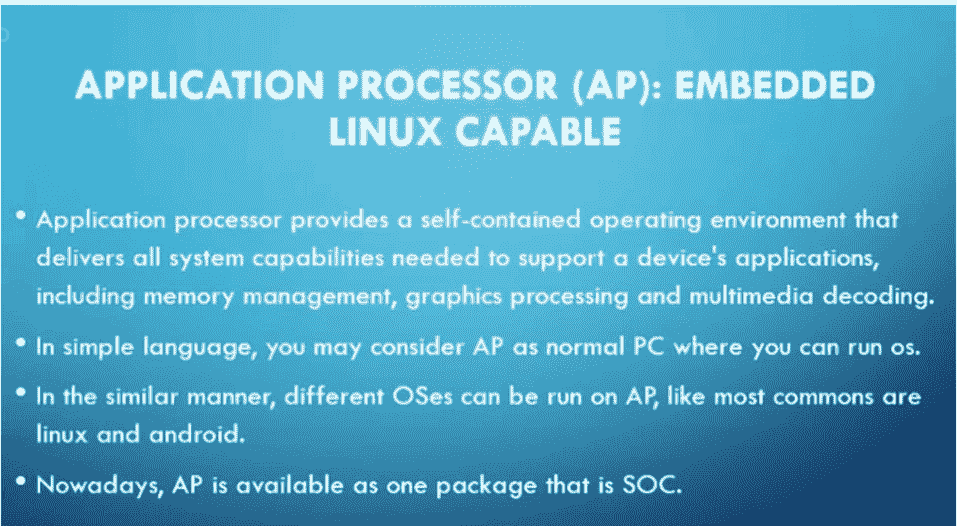 APPLICATION PROCESSOR (AP): EMBEDDED
LINUX CAPABLE
• Application processor provides a self-contained operating environment that
delivers all system capabilities needed to support a device's applications,
including memory management, graphics processing and multimedia decoding.
• In simple language, you may consider AP as normal PC where you can run os.
• In the similar manner, different OSes can be run on AP, like most commons are
linux and android.
• Nowadays, AP is available as one package that is SOC.